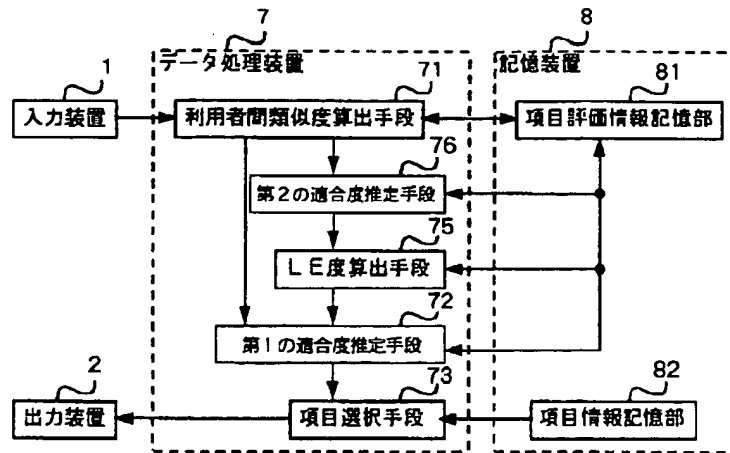 7
8
データ処理装置
記憶装置
1
71
81
入力装置
利用者間類似度算出手段
項目評価情報記憶部
76
第2の適合度推定手段
75
LE度算出手段
72
第1の適合度推定手段
2
73
82
出力装置
項目選択手段
項目情報記憶部